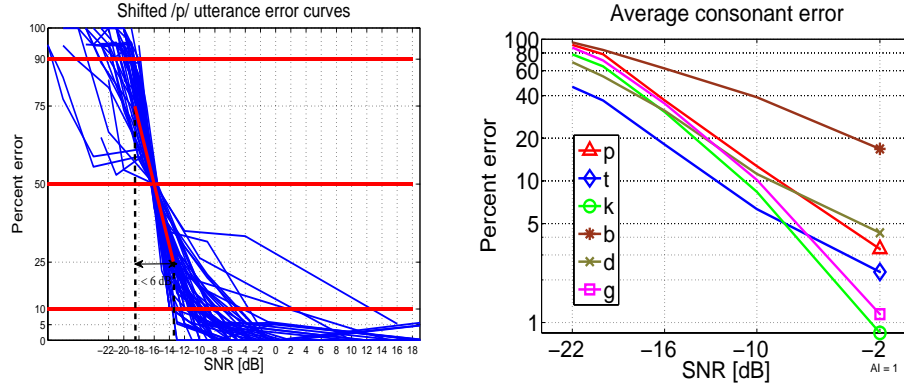 Shifted /p/ utterance error curves
Percent error
100
90
75
50
25
10
5
0
< 6 dB
−22−20−18−16−14−12−10−8 −6 −4 −2 0 2 4 6 8 10 12 14 16 18
SNR [dB]
Average consonant error
Percent error
100
80
60
40
20
10
5
1
p
t
k
b
d
g
−22 −16 −10 −2
SNR [dB]
AI = 1